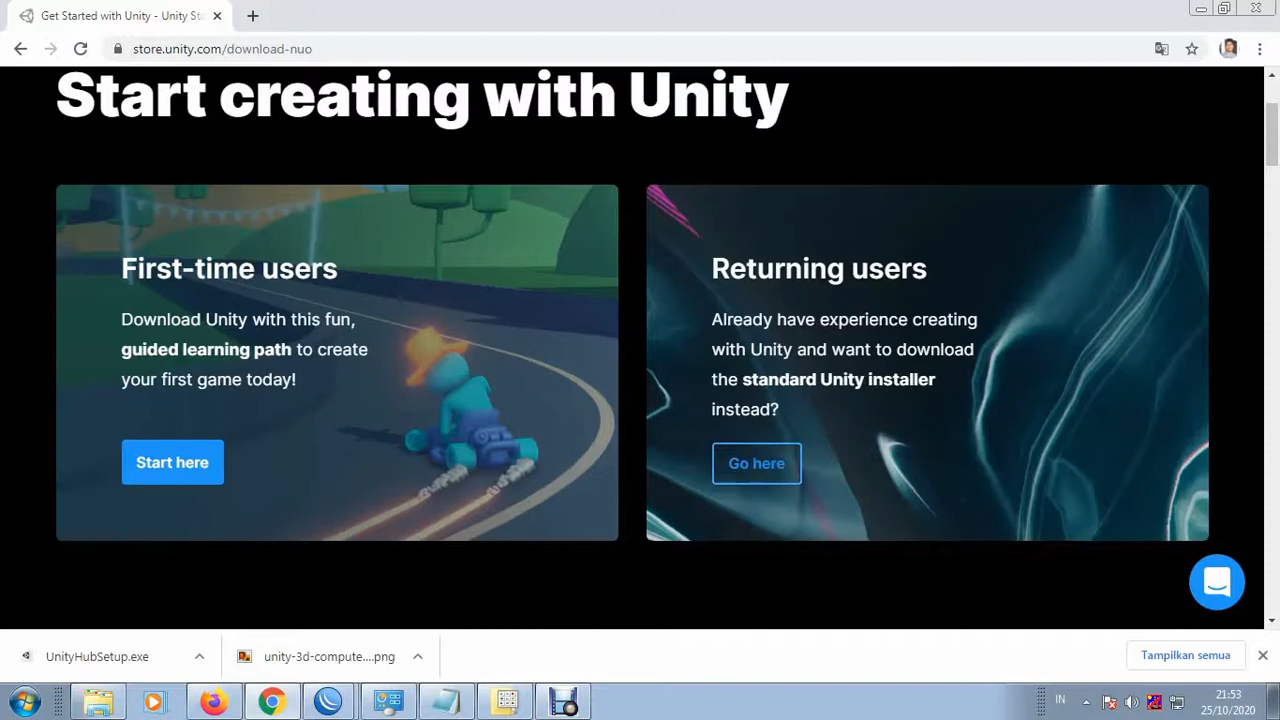 Get Started with Unity - Unity St
store.unity.com/download-nuo
Start creating with Unity
First-time users
Download Unity with this fun,
guided learning path to create
your first game today!
Start here
Returning users
Already have experience creating
with Unity and want to download
the standard Unity installer
instead?
Go here
UnityHubSetup.exe
unity-3d-compute....png
Tampilkan semua
IN
21:53
25/10/2020